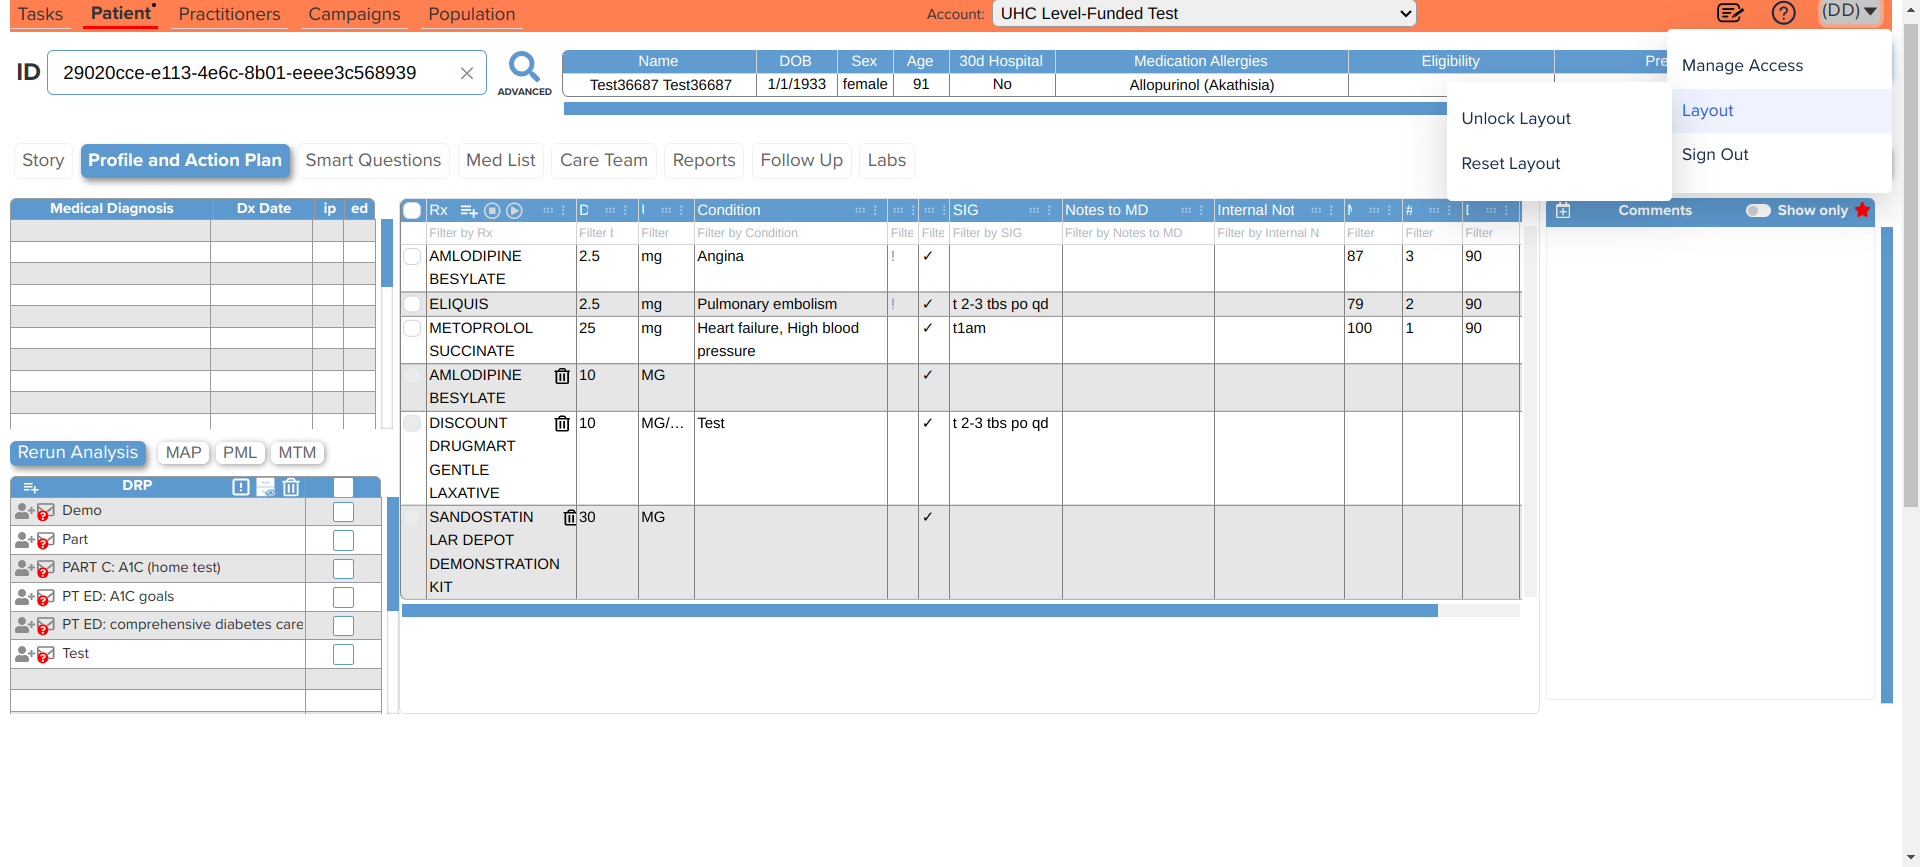 Tasks Patient Practitioners Campaigns Population Account: UHC Level-Funded Test (DD)
ID 29020cce-e113-4e6c-8b01-eeee3c568939 ADVANCED
Name DOB Sex Age 30d Hospital Medication Allergies Eligibility Pre
Test36687 Test36687 1/1/1933 female 91 No Allopurinol (Akathisia)
Manage Access
Layout
Sign Out
Unlock Layout
Reset Layout
Story Profile and Action Plan Smart Questions Med List Care Team Reports Follow Up Labs
Medical Diagnosis Dx Date ip ed
Rerun Analysis MAP PML MTM
DRP
Demo
Part
PART C: A1C (home test)
PT ED: A1C goals
PT ED: comprehensive diabetes care
Test
Rx D Condition SIG Notes to MD Internal Not #
Filter by Rx Filter Filter Filter by Condition Filte Filte Filter by SIG Filter by Notes to MD Filter by Internal N Filter Filter Filter
AMLODIPINE 2.5 mg Angina ! ✓ 87 3 90
BESYLATE
ELIQUIS 2.5 mg Pulmonary embolism ! ✓ t 2-3 tbs po qd 79 2 90
METOPROLOL 25 mg Heart failure, High blood ✓ t1am 100 1 90
SUCCINATE pressure
AMLODIPINE 10 MG ✓
BESYLATE
DISCOUNT 10 MG/... Test ✓ t 2-3 tbs po qd
DRUGMART
GENTLE
LAXATIVE
SANDOSTATIN 30 MG ✓
LAR DEPOT
DEMONSTRATION
KIT
Comments Show only